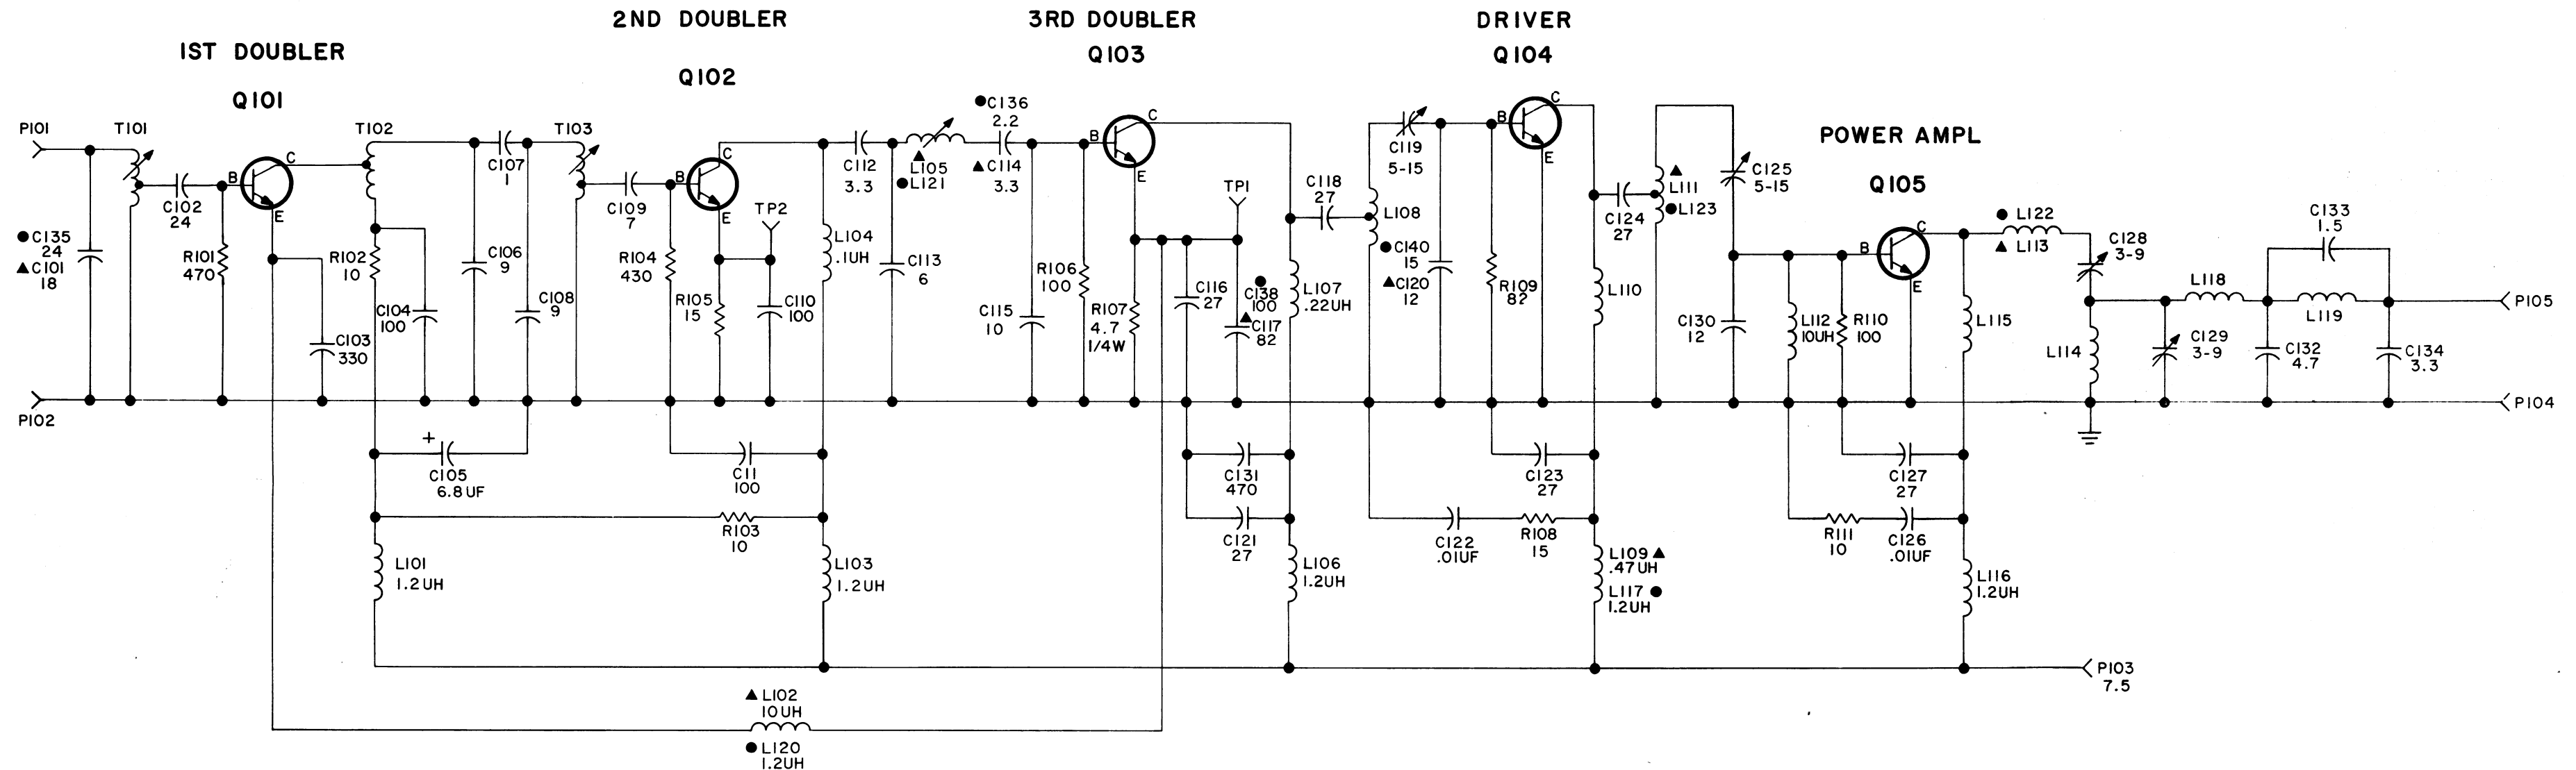 1ST DOUBLER
Q101
2ND DOUBLER
Q102
3RD DOUBLER
Q103
DRIVER
Q104
POWER AMPL
Q105
P101
T101
●C135
24
▲C101
18
C102
24
B
C
E
R101
470
C103
330
T102
R102
10
C104
100
C106
9
C107
1
C108
9
T103
C109
7
B
C
E
R104
430
R105
15
TP2
C110
100
L104
.1UH
C112
3.3
C113
6
▲
L105
●L121
●C136
2.2
▲C114
3.3
C115
10
R106
100
B
C
E
R107
4.7
1/4W
TP1
C116
27
●
C138
100
▲
C117
82
L107
.22UH
C118
27
L108
C119
5-15
●C140
15
▲C120
12
B
C
E
R109
82
L110
C124
27
▲
L111
●L123
C125
5-15
C130
12
L112
10UH
R110
100
B
C
E
L115
● L122
▲ L113
C128
3-9
L114
C129
3-9
L118
C132
4.7
C133
1.5
L119
C134
3.3
P105
P102
P104
+
C105
6.8UF
C11
100
R103
10
L101
1.2UH
L103
1.2UH
C131
470
C121
27
L106
1.2UH
C123
27
C122
.01UF
R108
15
L109▲
.47UH
L117 ●
1.2UH
C127
27
R111
10
C126
.01UF
L116
1.2UH
P103
7.5
▲ L102
10UH
● L120
1.2UH